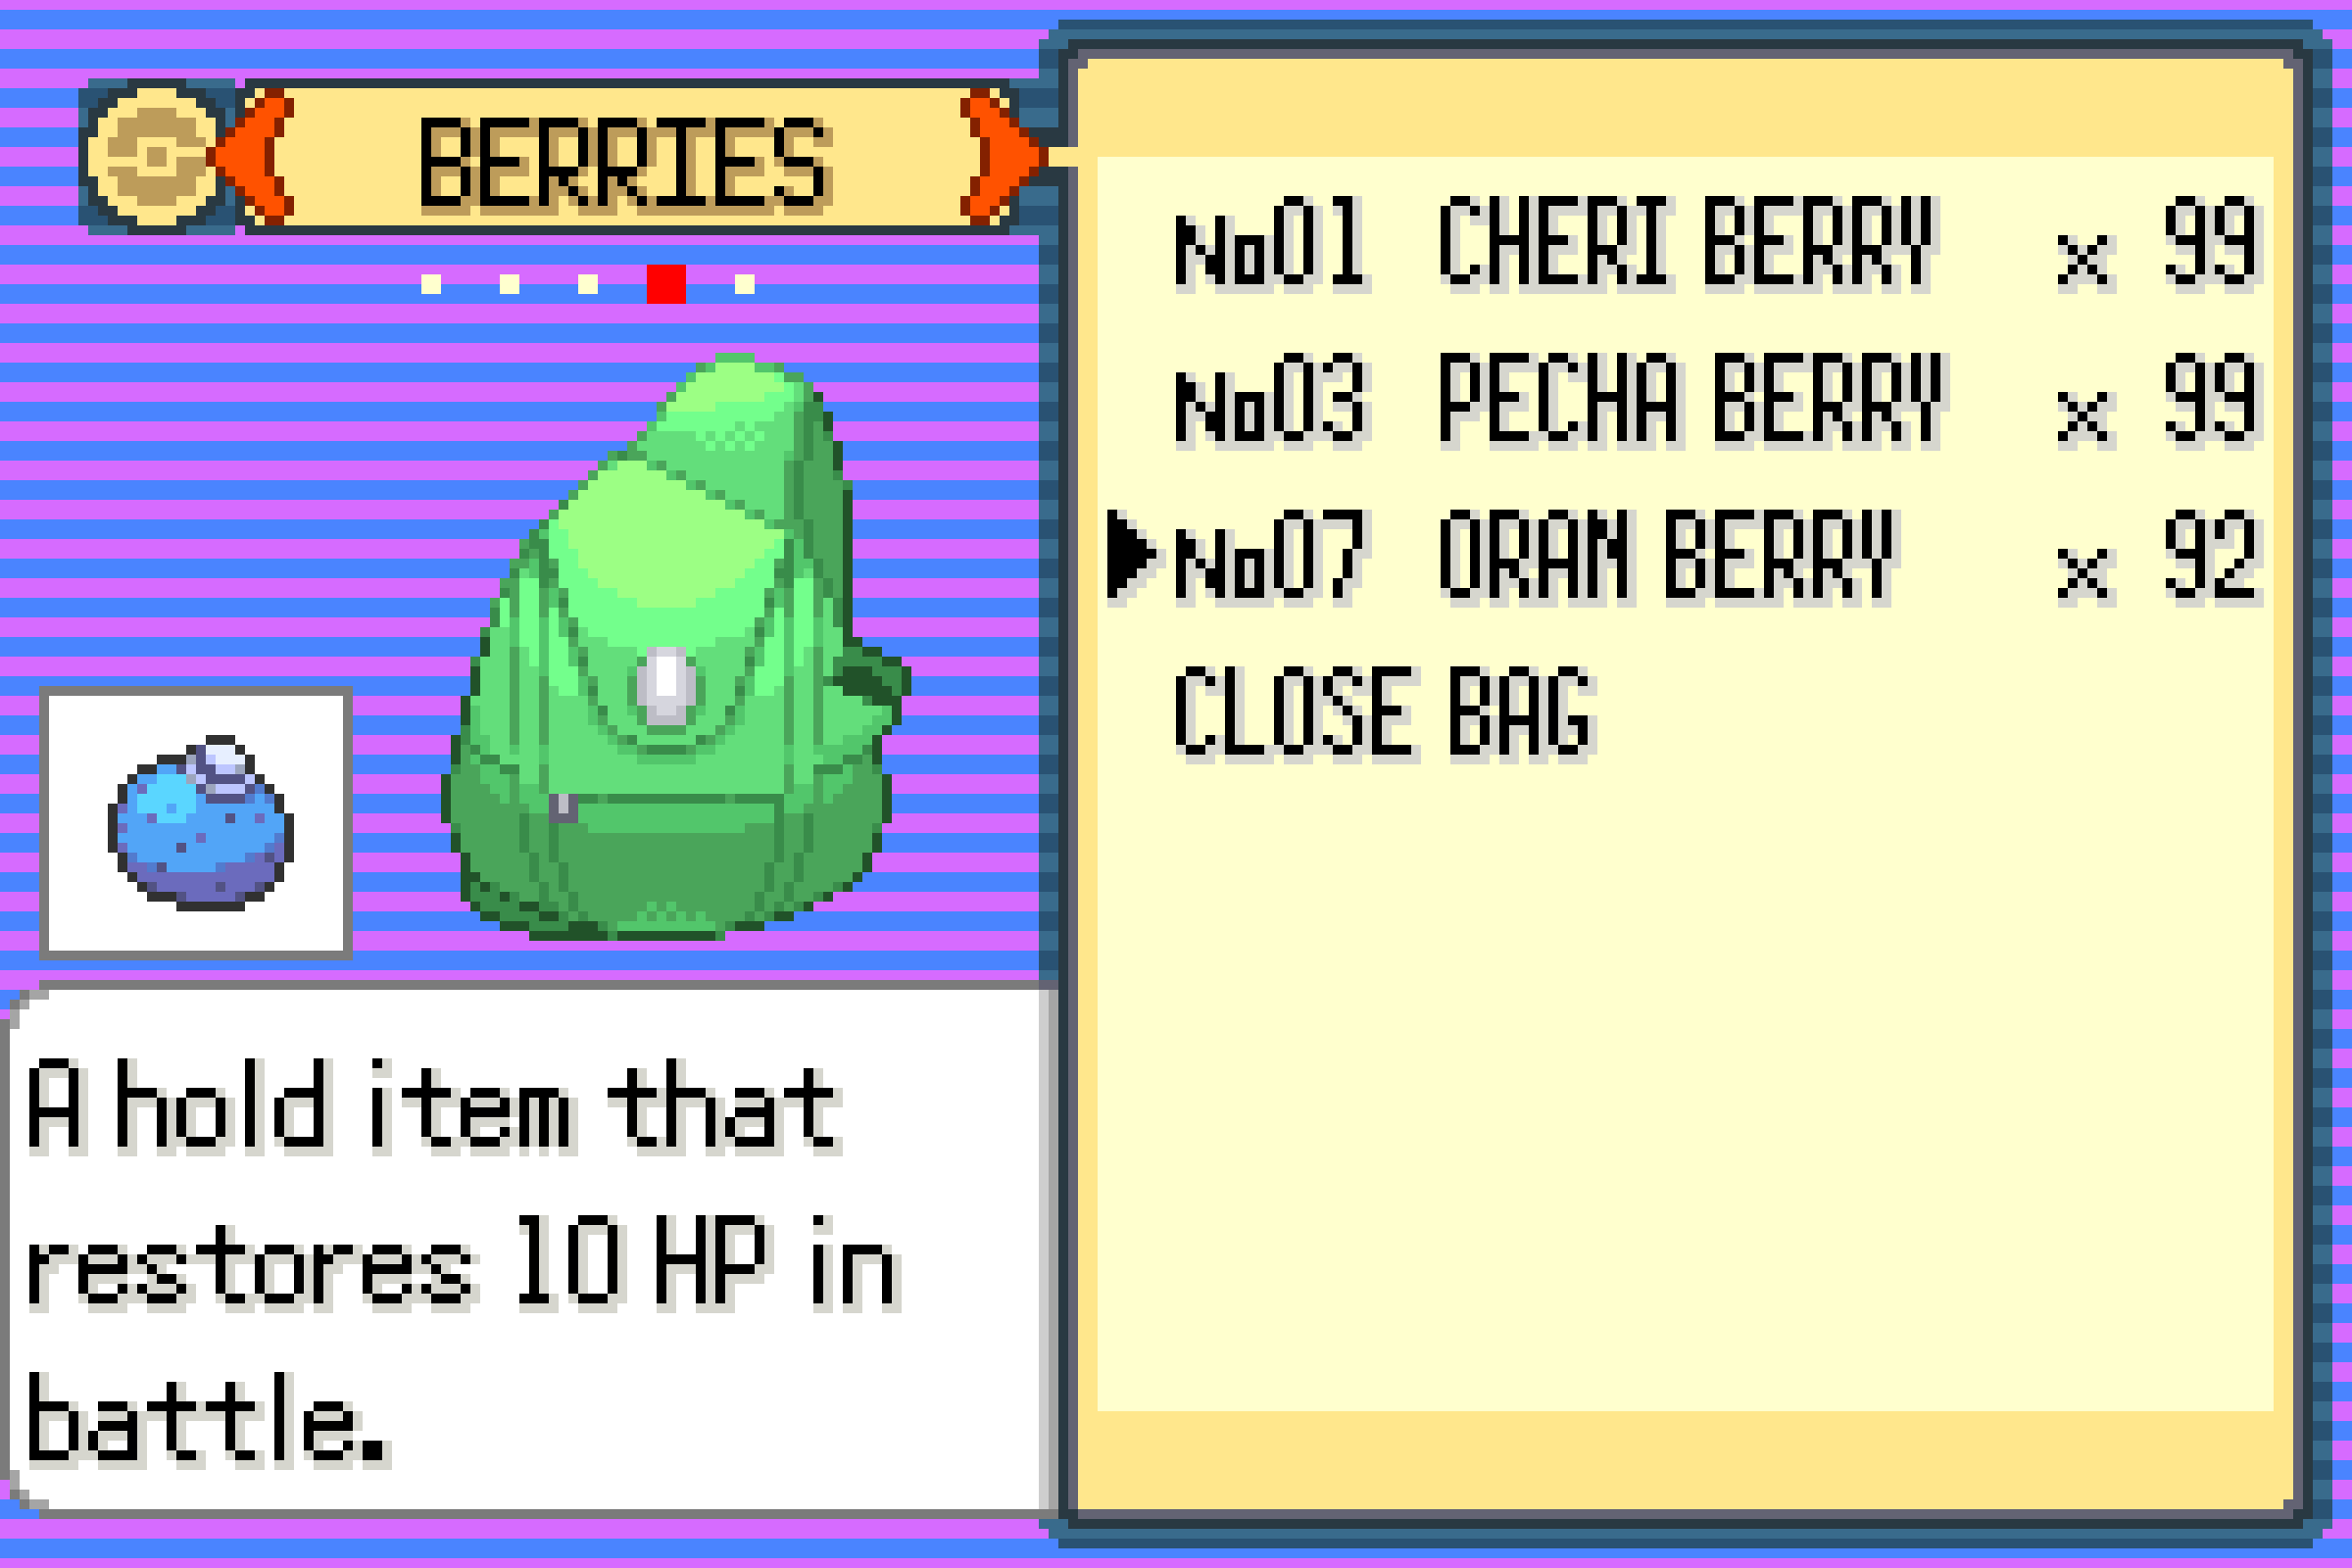 BERRIES
No01 CHERI BERRY x 99
No03 PECHA BERRY x 99
No07 ORAN BERRY x 92
CLOSE BAG
A hold item that
restores 10 HP in
battle.